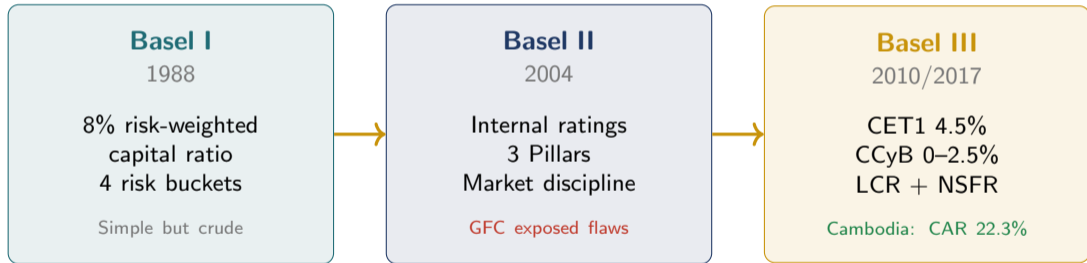 Basel I
1988
8% risk-weighted
capital ratio
4 risk buckets
Simple but crude
Basel II
2004
Internal ratings
3 Pillars
Market discipline
GFC exposed flaws
Basel III
2010/2017
CET1 4.5%
CCyB 0–2.5%
LCR + NSFR
Cambodia: CAR 22.3%